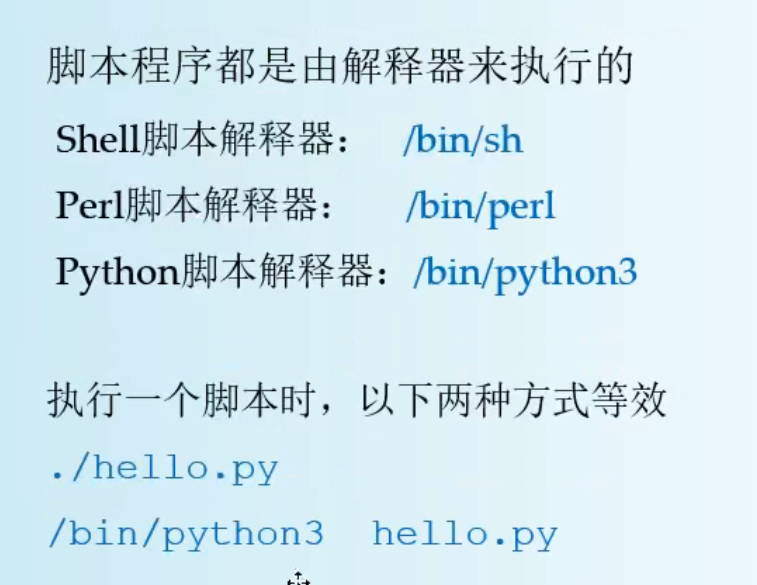 脚本程序都是由解释器来执行的
Shell脚本解释器： /bin/sh
Perl脚本解释器： /bin/perl
Python脚本解释器：/bin/python3
执行一个脚本时，以下两种方式等效
./hello.py
/bin/python3 hello.py